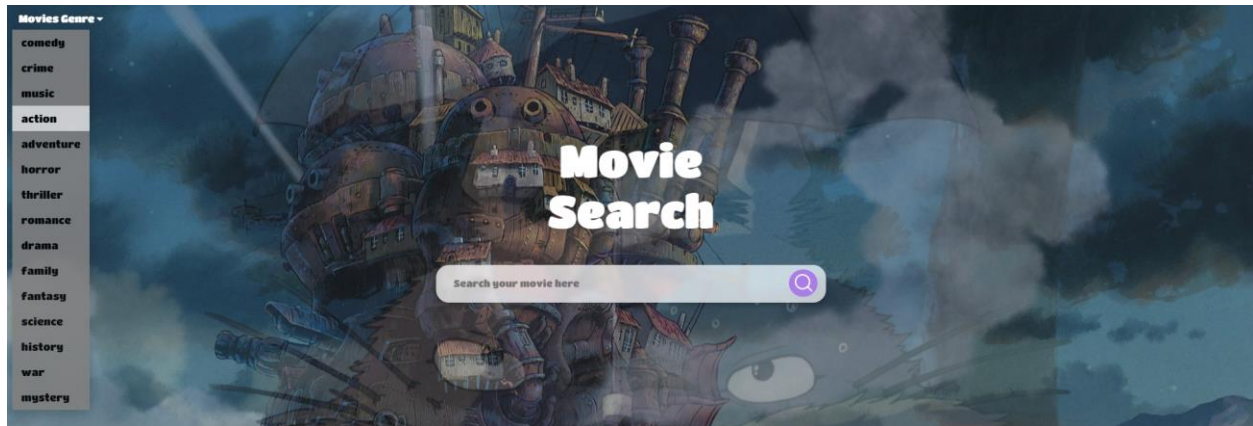 Movies Genre
comedy
crime
music
action
adventure
horror
thriller
romance
drama
family
fantasy
science
history
war
mystery
Movie
Search
Search your movie here